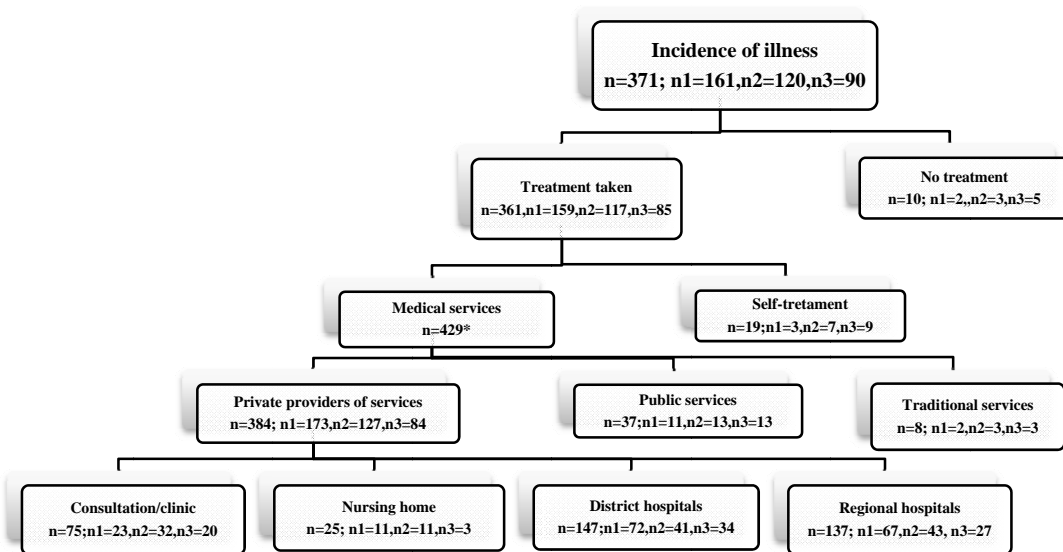 Incidence of illness
n=371; n1=161,n2=120,n3=90
Treatment taken
n=361,n1=159,n2=117,n3=85
No treatment
n=10; n1=2,,n2=3,n3=5
Medical services
n=429*
Self-tretament
n=19;n1=3,n2=7,n3=9
Private providers of services
n=384; n1=173,n2=127,n3=84
Public services
n=37;n1=11,n2=13,n3=13
Traditional services
n=8; n1=2,n2=3,n3=3
Consultation/clinic
n=75;n1=23,n2=32,n3=20
Nursing home
n=25; n1=11,n2=11,n3=3
District hospitals
n=147;n1=72,n2=41,n3=34
Regional hospitals
n=137; n1=67,n2=43, n3=27